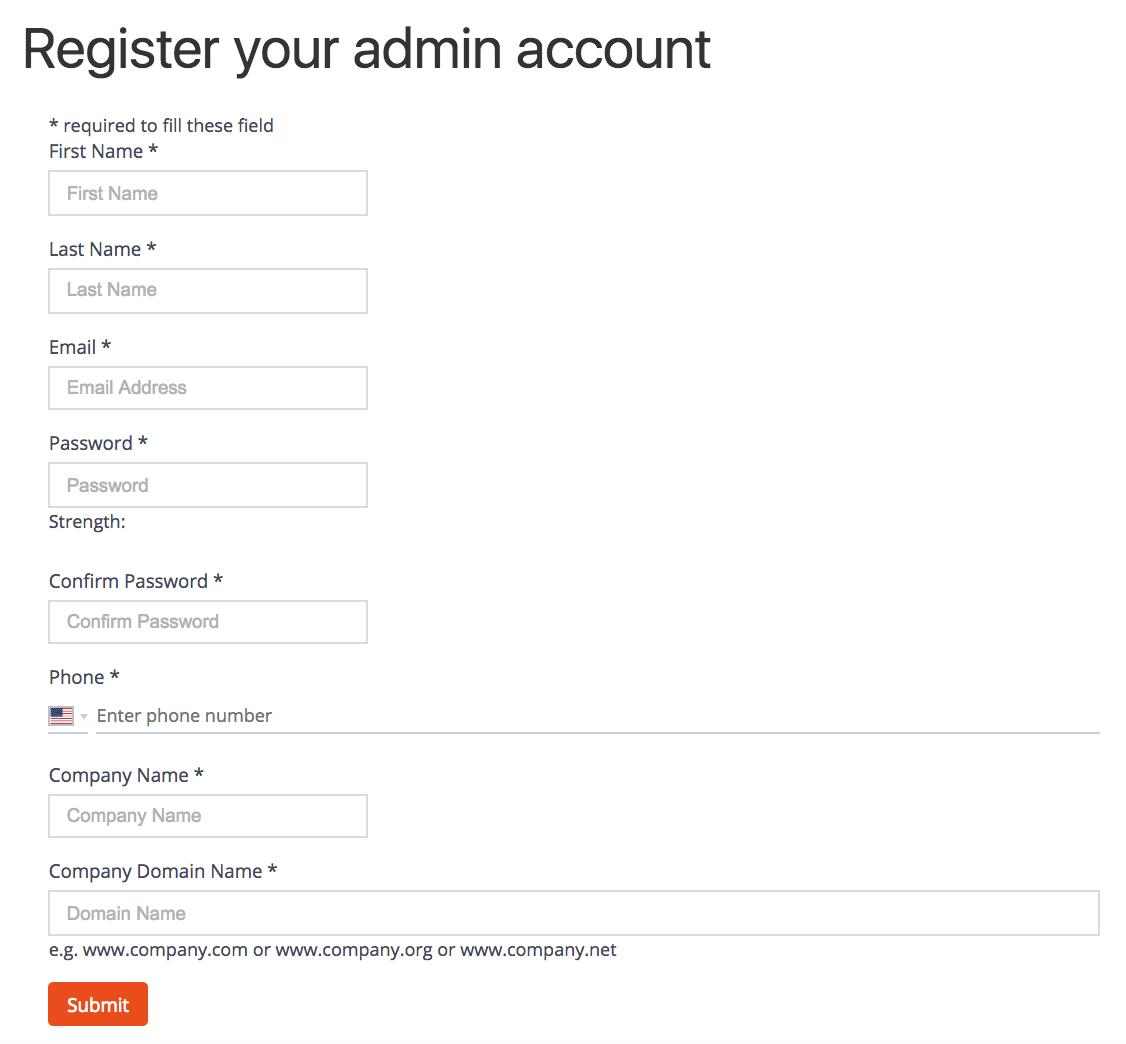 Register your admin account
* required to fill these field
First Name *
First Name
Last Name *
Last Name
Email *
Email Address
Password *
Password
Strength:
Confirm Password *
Confirm Password
Phone *
Enter phone number
Company Name *
Company Name
Company Domain Name *
Domain Name
e.g. www.company.com or www.company.org or www.company.net
Submit